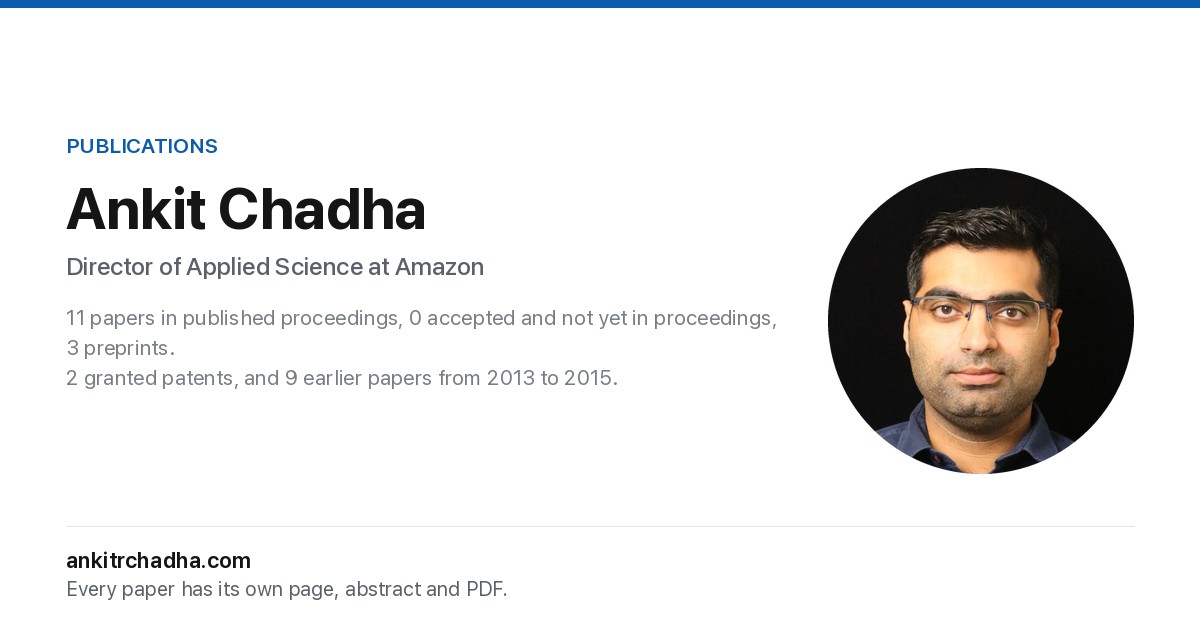 PUBLICATIONS
Ankit Chadha
Director of Applied Science at Amazon
11 papers in published proceedings, 0 accepted and not yet in proceedings,
3 preprints.
2 granted patents, and 9 earlier papers from 2013 to 2015.
ankitrchadha.com
Every paper has its own page, abstract and PDF.